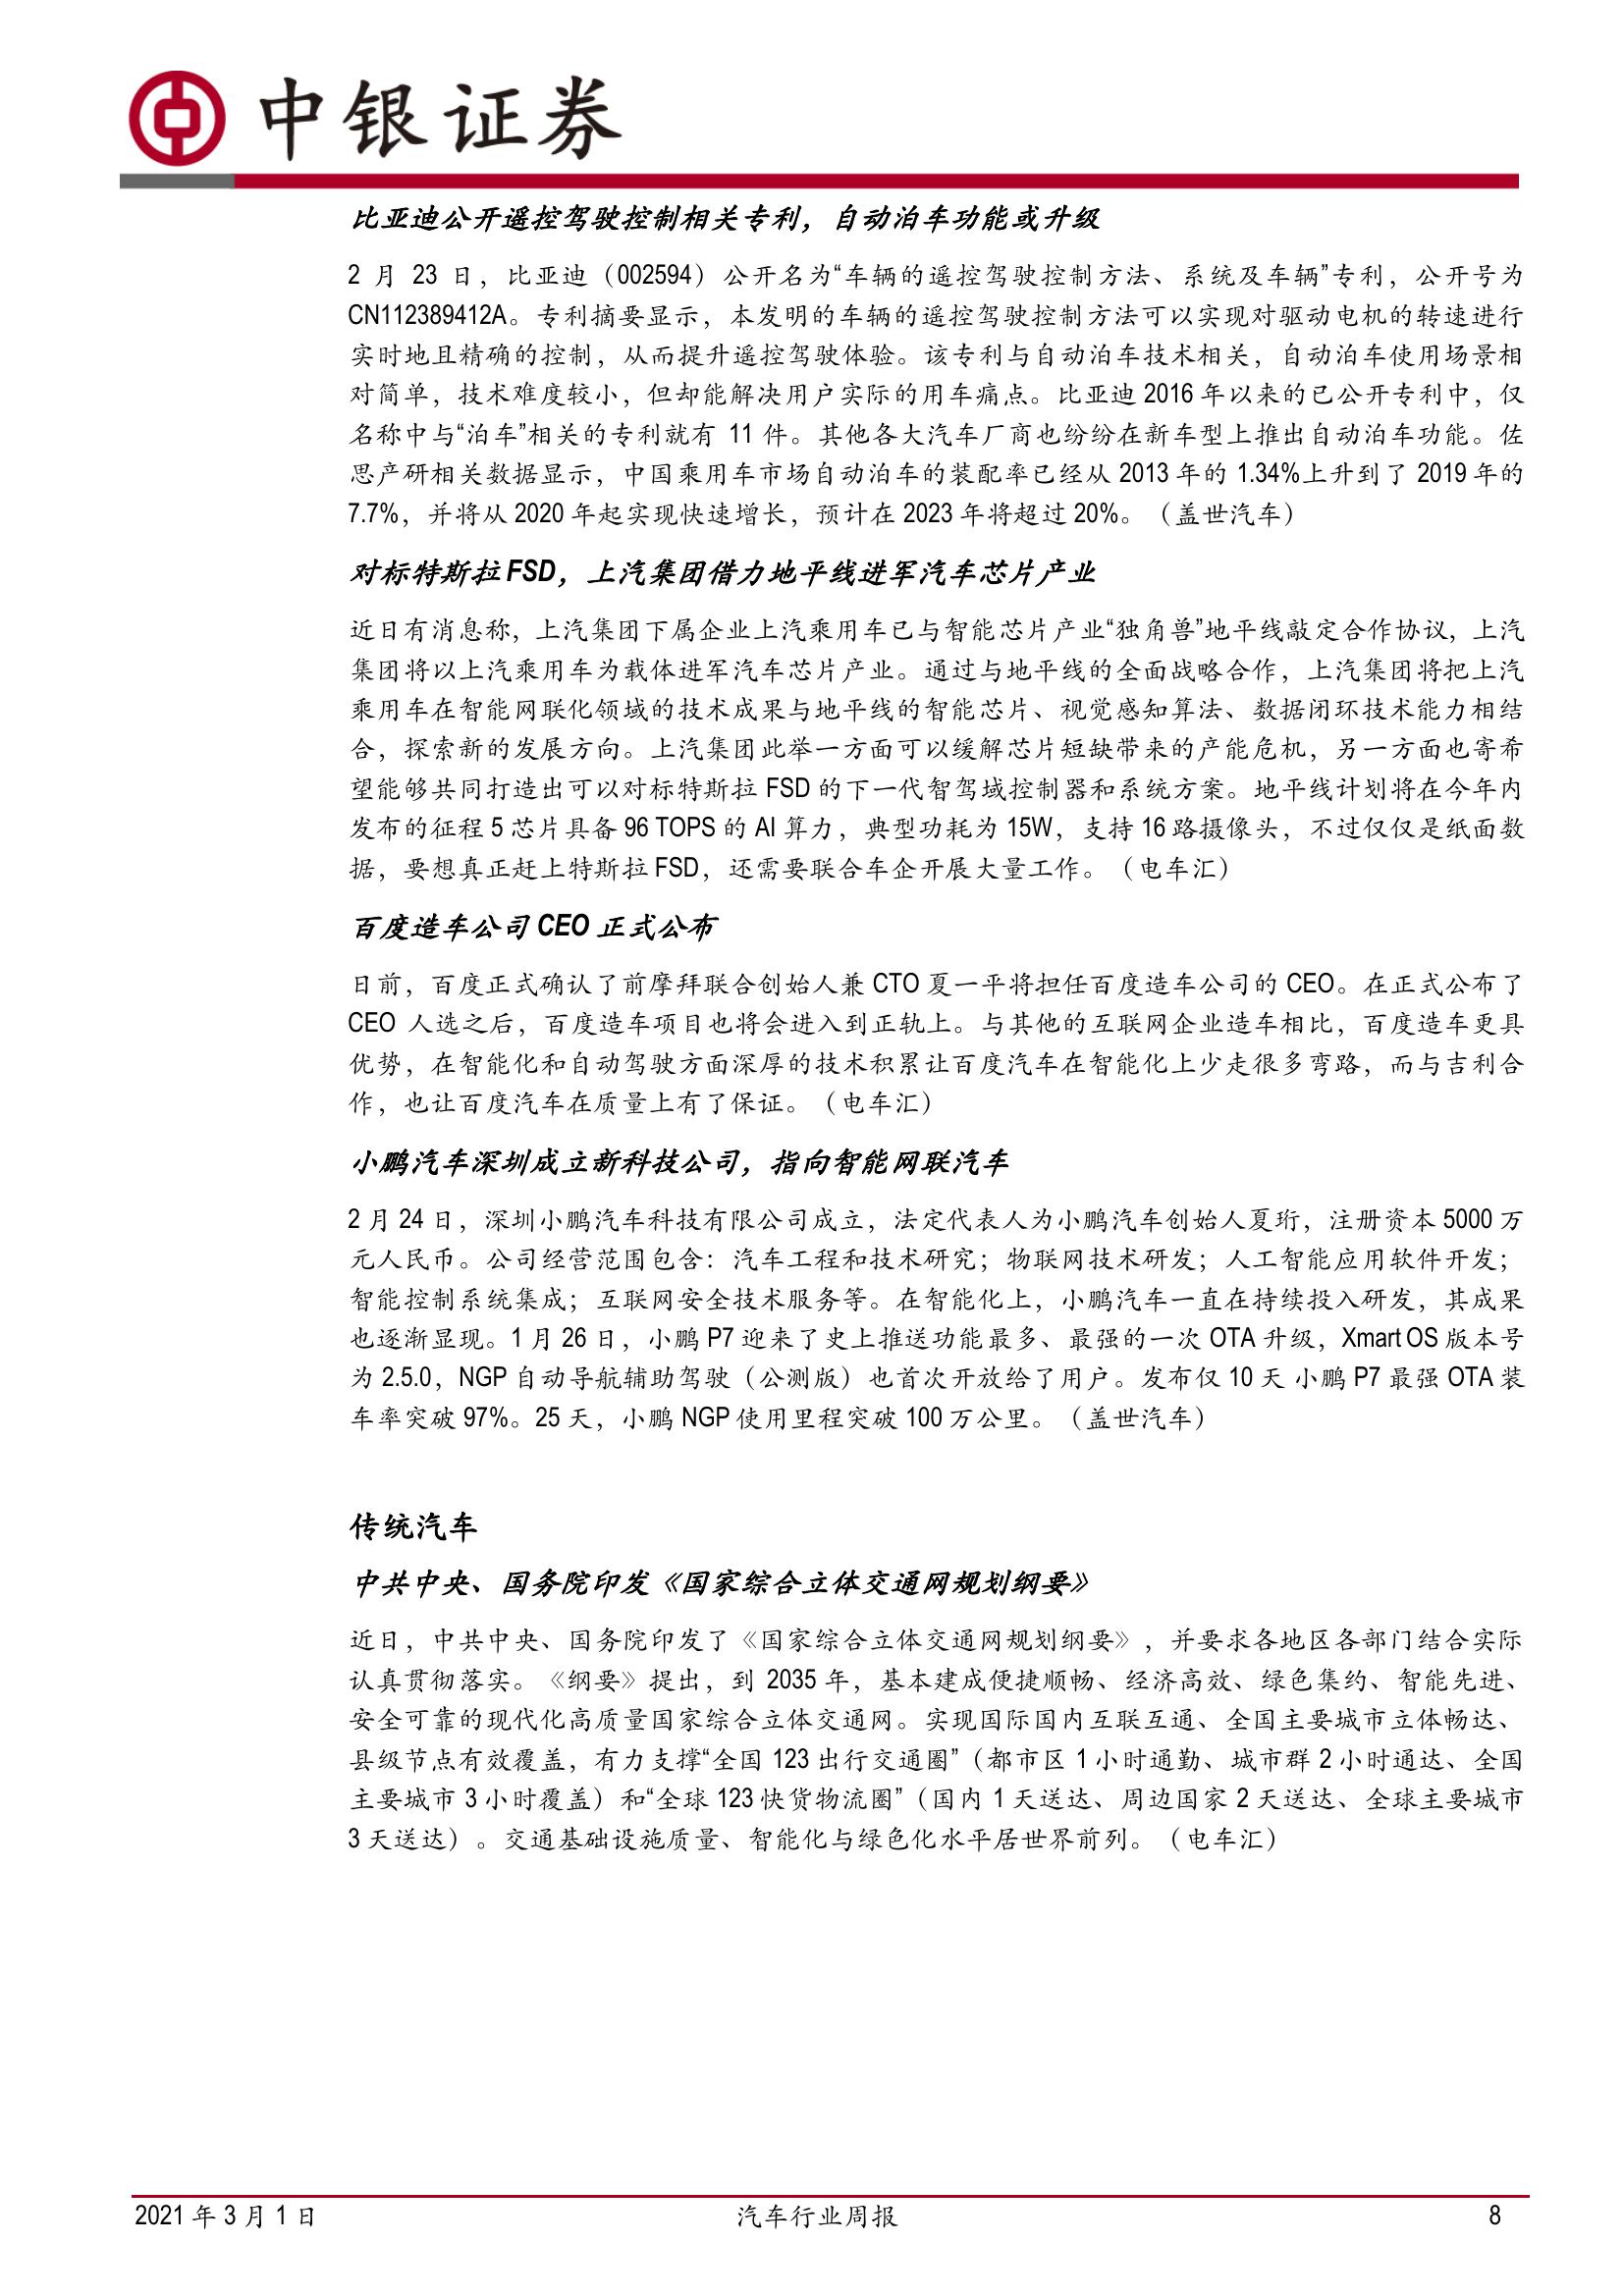 中银证券
比亚迪公开遥控驾驶控制相关专利，自动泊车功能或升级
2 月 23 日，比亚迪（002594）公开名为“车辆的遥控驾驶控制方法、系统及车辆”专利，公开号为
CN112389412A。专利摘要显示，本发明的车辆的遥控驾驶控制方法可以实现对驱动电机的转速进行
实时地且精确的控制，从而提升遥控驾驶体验。该专利与自动泊车技术相关，自动泊车使用场景相
对简单，技术难度较小，但却能解决用户实际的用车痛点。比亚迪 2016 年以来的已公开专利中，仅
名称中与“泊车”相关的专利就有 11 件。其他各大汽车厂商也纷纷在新车型上推出自动泊车功能。佐
思产研相关数据显示，中国乘用车市场自动泊车的装配率已经从 2013 年的 1.34%上升到了 2019 年的
7.7%，并将从 2020 年起实现快速增长，预计在 2023 年将超过 20%。（盖世汽车）
对标特斯拉 FSD，上汽集团借力地平线进军汽车芯片产业
近日有消息称，上汽集团下属企业上汽乘用车已与智能芯片产业“独角兽”地平线敲定合作协议，上汽
集团将以上汽乘用车为载体进军汽车芯片产业。通过与地平线的全面战略合作，上汽集团将把上汽
乘用车在智能网联化领域的技术成果与地平线的智能芯片、视觉感知算法、数据闭环技术能力相结
合，探索新的发展方向。上汽集团此举一方面可以缓解芯片短缺带来的产能危机，另一方面也寄希
望能够共同打造出可以对标特斯拉 FSD 的下一代智驾域控制器和系统方案。地平线计划将在今年内
发布的征程 5 芯片具备 96 TOPS 的 AI 算力，典型功耗为 15W，支持 16 路摄像头，不过仅仅是纸面数
据，要想真正赶上特斯拉 FSD，还需要联合车企开展大量工作。（电车汇）
百度造车公司 CEO 正式公布
日前，百度正式确认了前摩拜联合创始人兼 CTO 夏一平将担任百度造车公司的 CEO。在正式公布了
CEO 人选之后，百度造车项目也将会进入到正轨上。与其他的互联网企业造车相比，百度造车更具
优势，在智能化和自动驾驶方面深厚的技术积累让百度汽车在智能化上少走很多弯路，而与吉利合
作，也让百度汽车在质量上有了保证。（电车汇）
小鹏汽车深圳成立新科技公司，指向智能网联汽车
2 月 24 日，深圳小鹏汽车科技有限公司成立，法定代表人为小鹏汽车创始人夏珩，注册资本 5000 万
元人民币。公司经营范围包含：汽车工程和技术研究；物联网技术研发；人工智能应用软件开发；
智能控制系统集成；互联网安全技术服务等。在智能化上，小鹏汽车一直在持续投入研发，其成果
也逐渐显现。1 月 26 日，小鹏 P7 迎来了史上推送功能最多、最强的一次 OTA 升级，Xmart OS 版本号
为 2.5.0，NGP 自动导航辅助驾驶（公测版）也首次开放给了用户。发布仅 10 天 小鹏 P7 最强 OTA 装
车率突破 97%。25 天，小鹏 NGP 使用里程突破 100 万公里。（盖世汽车）
传统汽车
中共中央、国务院印发《国家综合立体交通网规划纲要》
近日，中共中央、国务院印发了《国家综合立体交通网规划纲要》，并要求各地区各部门结合实际
认真贯彻落实。《纲要》提出，到 2035 年，基本建成便捷顺畅、经济高效、绿色集约、智能先进、
安全可靠的现代化高质量国家综合立体交通网。实现国际国内互联互通、全国主要城市立体畅达、
县级节点有效覆盖，有力支撑“全国 123 出行交通圈”（都市区 1 小时通勤、城市群 2 小时通达、全国
主要城市 3 小时覆盖）和“全球 123 快货物流圈”（国内 1 天送达、周边国家 2 天送达、全球主要城市
3 天送达）。交通基础设施质量、智能化与绿色化水平居世界前列。（电车汇）
2021 年 3 月 1 日
汽车行业周报
8